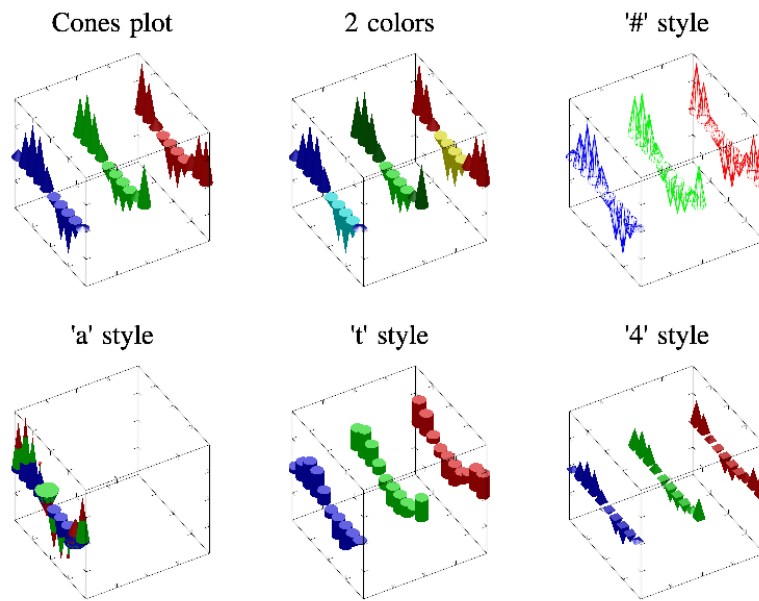 Cones plot
2 colors
'#' style
'a' style
't' style
'4' style